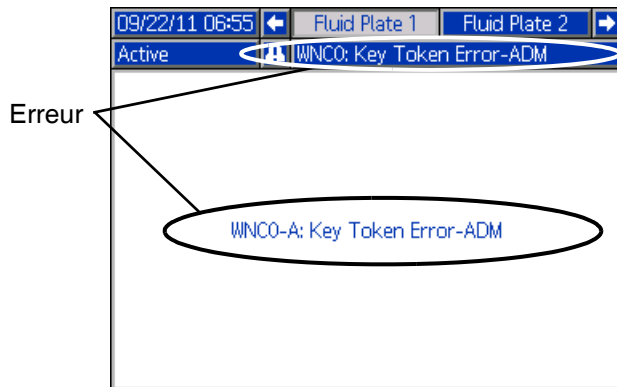 09/22/11 06:55 Fluid Plate 1 Fluid Plate 2
Active WNC0: Key Token Error-ADM
Erreur
WNC0-A: Key Token Error-ADM